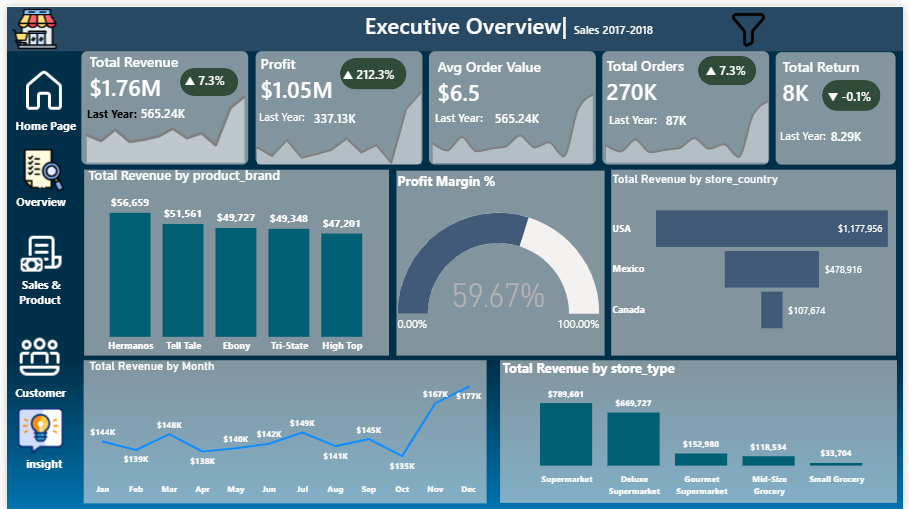 Executive Overview| Sales 2017-2018
Home Page
Overview
Sales &
Product
Customer
insight
Total Revenue
$1.76M
▲ 7.3%
Last Year: 565.24K
Profit
$1.05M
▲ 212.3%
Last Year: 337.13K
Avg Order Value
$6.5
Last Year: 565.24K
Total Orders
270K
▲ 7.3%
Last Year: 87K
Total Return
8K
▼ -0.1%
Last Year: 8.29K
Total Revenue by product_brand
$56,659
$51,561
$49,727
$49,348
$47,201
Hermanos
Tell Tale
Ebony
Tri-State
High Top
Profit Margin %
59.67%
0.00%
100.00%
Total Revenue by store_country
USA
$1,177,956
Mexico
$478,916
Canada
$107,674
Total Revenue by Month
$144K
$139K
$148K
$138K
$140K
$142K
$149K
$141K
$145K
$135K
$167K
$177K
Jan
Feb
Mar
Apr
May
Jun
Jul
Aug
Sep
Oct
Nov
Dec
Total Revenue by store_type
$789,601
$669,727
$152,980
$118,534
$33,704
Supermarket
Deluxe
Supermarket
Gourmet
Supermarket
Mid-Size
Grocery
Small Grocery